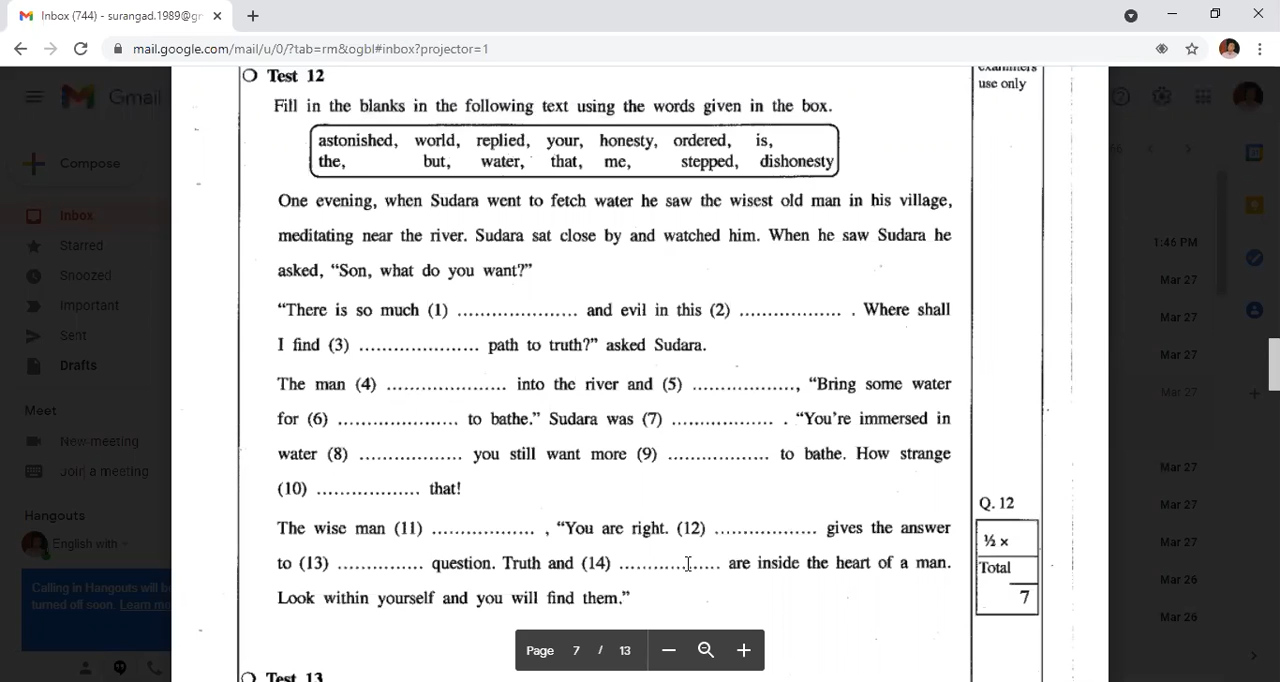 Inbox (744) - surangad.1989@gr
mail.google.com/mail/u/0/?tab=rm&ogbl#inbox?projector=1
Gmail
Compose
Inbox
Starred
Snoozed
Important
Sent
Drafts
Meet
New meeting
Join a meeting
Hangouts
English with
Calling in Hangouts will b
turned off soon. Learn mo
Test 12
examiners
use only
Fill in the blanks in the following text using the words given in the box.
astonished, world, replied, your, honesty, ordered, is,
the, but, water, that, me, stepped, dishonesty
One evening, when Sudara went to fetch water he saw the wisest old man in his village,
meditating near the river. Sudara sat close by and watched him. When he saw Sudara he
asked, “Son, what do you want?”
“There is so much (1) .................... and evil in this (2) ................. . Where shall
I find (3) .................... path to truth?” asked Sudara.
The man (4) .................... into the river and (5) ................., “Bring some water
for (6) .................... to bathe.” Sudara was (7) ................. . “You’re immersed in
water (8) ................. you still want more (9) ................. to bathe. How strange
(10) ................. that!
The wise man (11) ................. , “You are right. (12) ................. gives the answer
to (13) .............. question. Truth and (14) ................. are inside the heart of a man.
Look within yourself and you will find them.”
Q. 12
½ ×
Total
7
Test 13
Page 7 / 13
1:46 PM
Mar 27
Mar 27
Mar 27
Mar 27
Mar 27
Mar 27
Mar 27
Mar 26
Mar 26